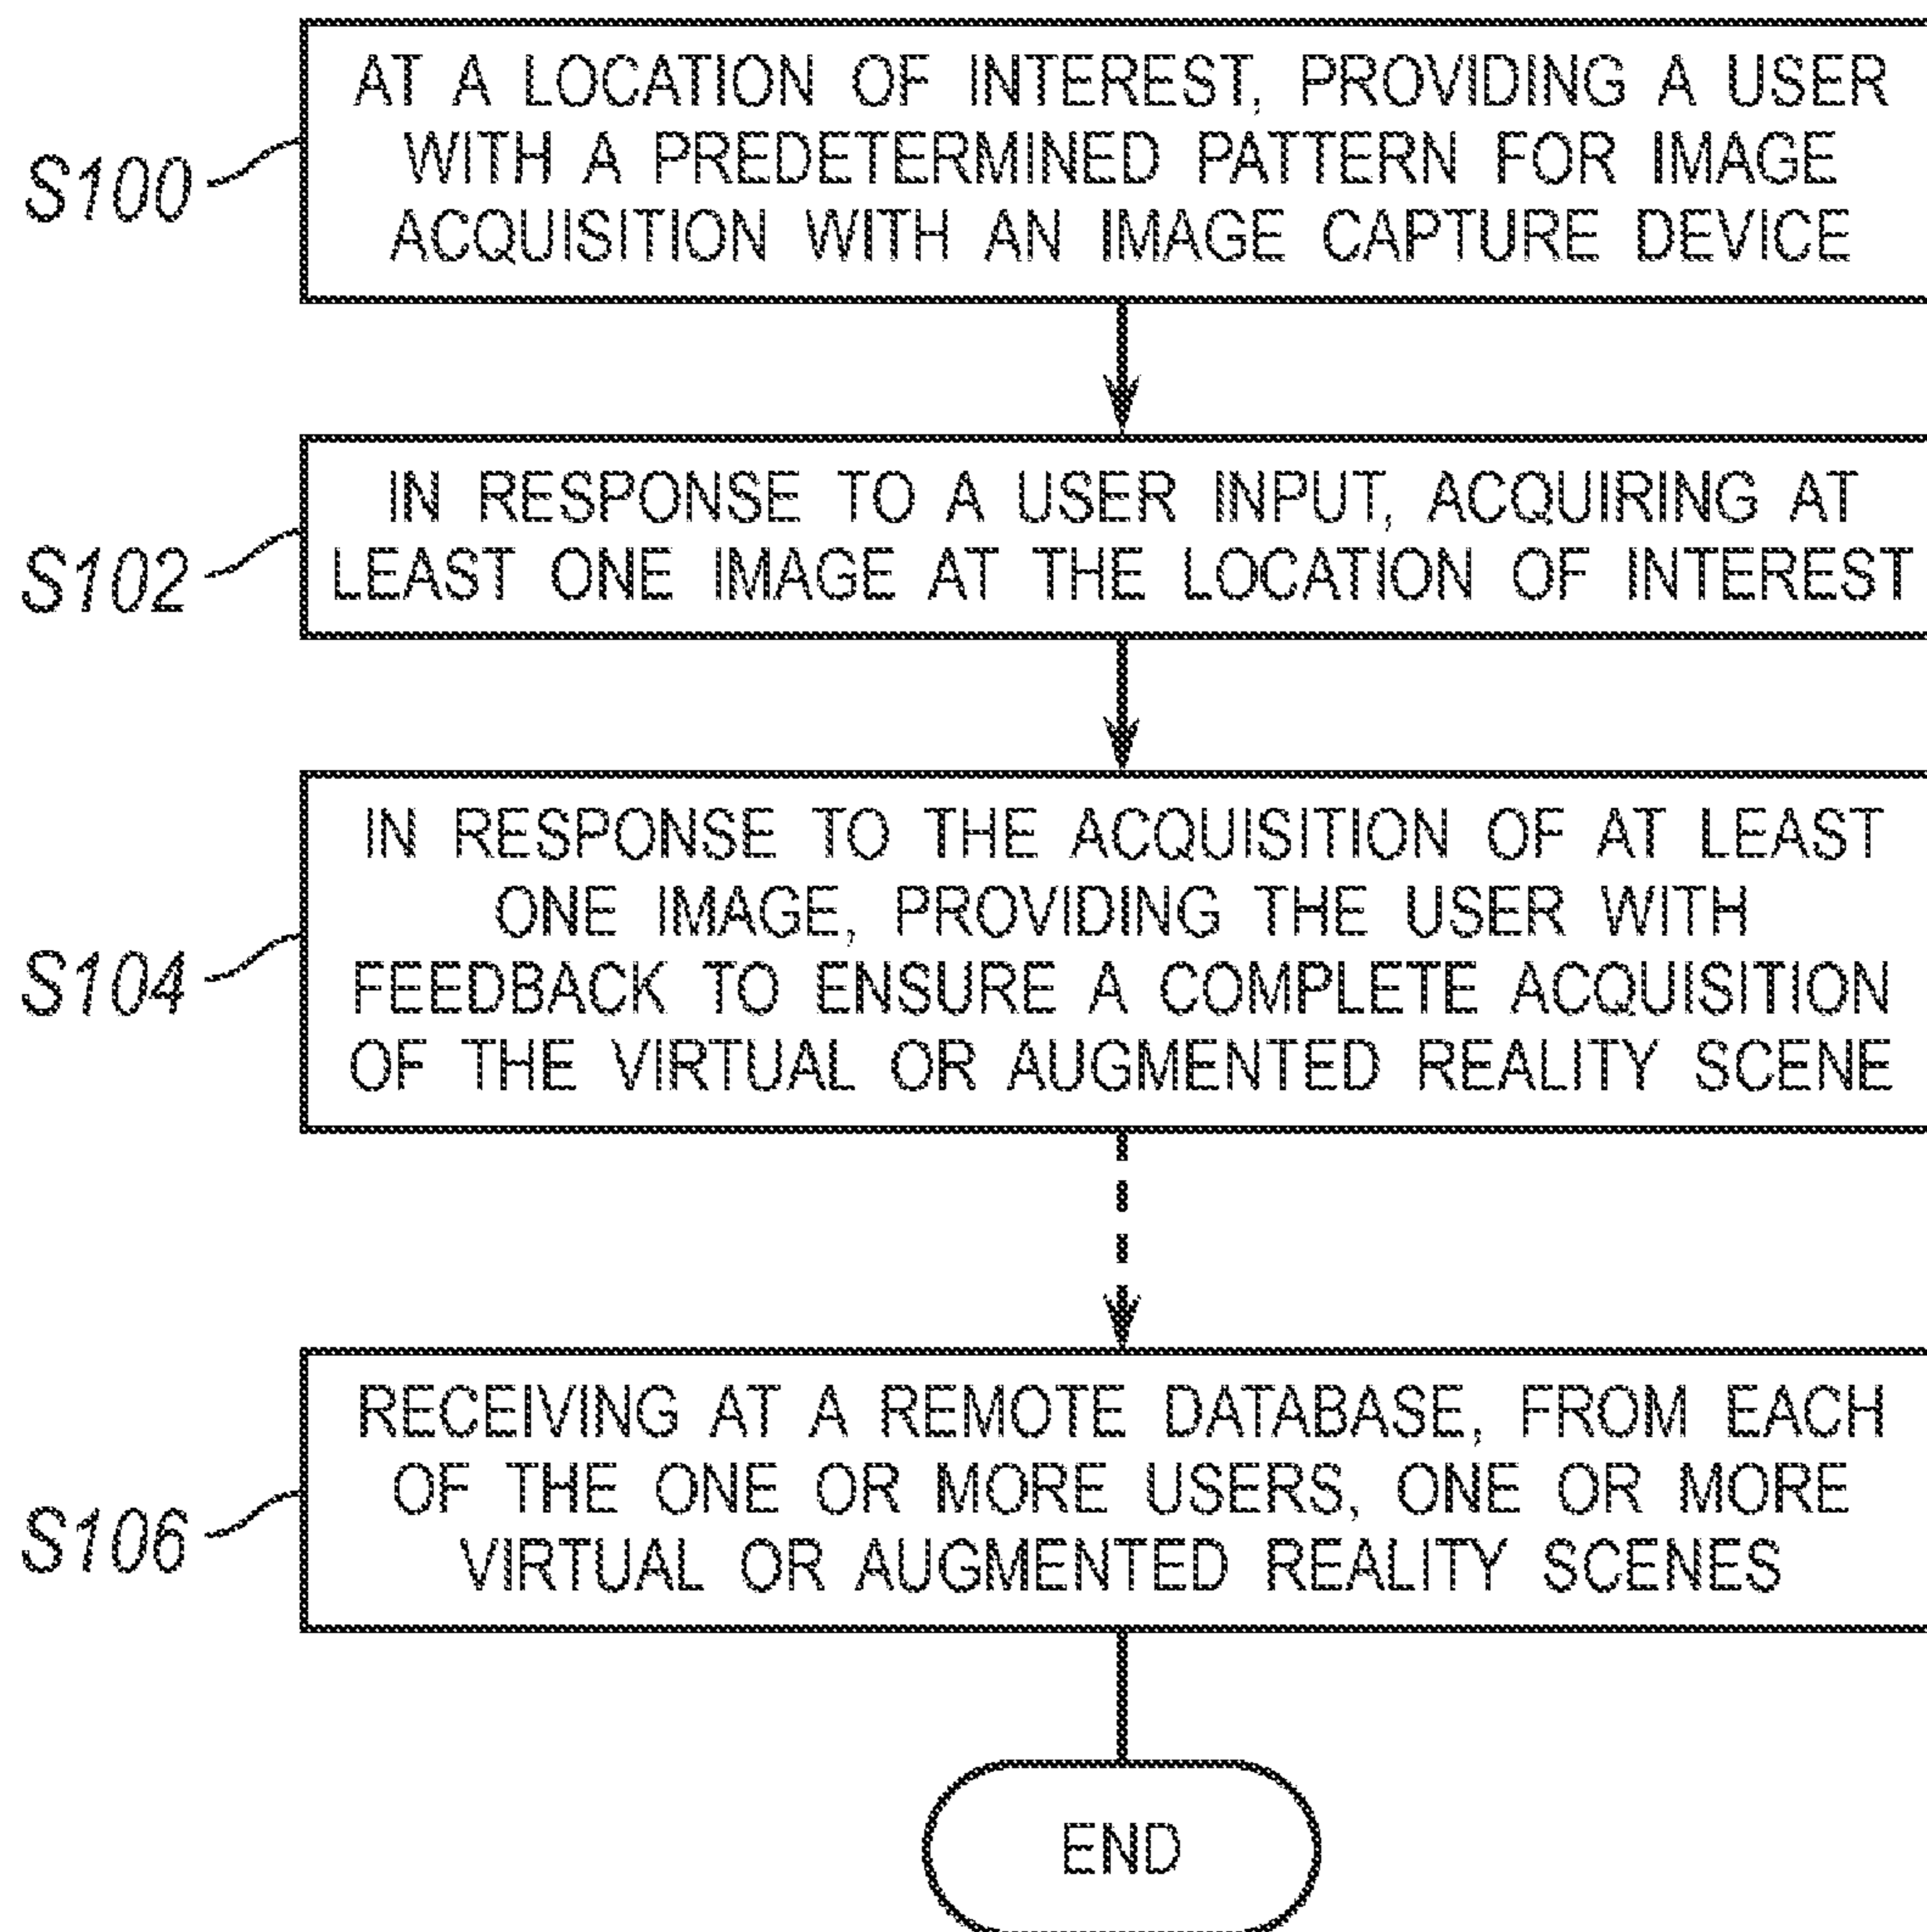 AT A LOCATION OF INTEREST, PROVIDING A USER
WITH A PREDETERMINED PATTERN FOR IMAGE
ACQUISITION WITH AN IMAGE CAPTURE DEVICE
S100
IN RESPONSE TO A USER INPUT, ACQUIRING AT
LEAST ONE IMAGE AT THE LOCATION OF INTEREST
S102
IN RESPONSE TO THE ACQUISITION OF AT LEAST
ONE IMAGE, PROVIDING THE USER WITH
FEEDBACK TO ENSURE A COMPLETE ACQUISITION
OF THE VIRTUAL OR AUGMENTED REALITY SCENE
S104
RECEIVING AT A REMOTE DATABASE, FROM EACH
OF THE ONE OR MORE USERS, ONE OR MORE
VIRTUAL OR AUGMENTED REALITY SCENES
S106
END